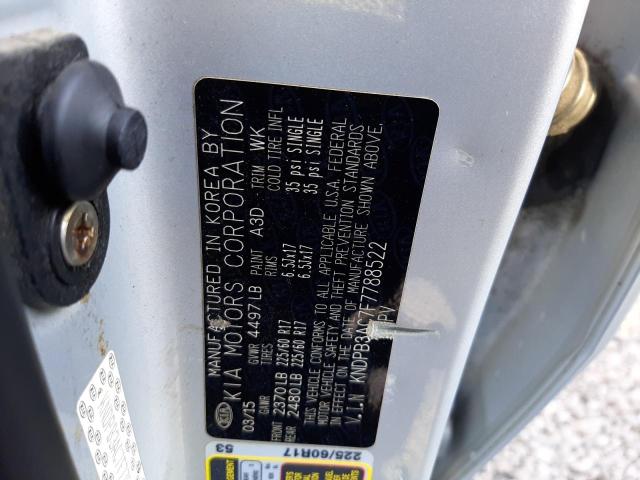 MANUFACTURED IN KOREA BY
KIA KIA MOTORS CORPORATION
03/15 GVWR 4497LB PAINT A3D TRIM WK
GAWR TIRES RIMS COLD TIRE INFL
FRONT 2370LB 225/60 R17 6.5Jx17 35 psi SINGLE
REAR 2480LB 225/60 R17 6.5Jx17 35 psi SINGLE
THIS VEHICLE CONFORMS TO ALL APPLICABLE U.S.A. FEDERAL
MOTOR VEHICLE SAFETY AND THEFT PREVENTION STANDARDS
IN EFFECT ON THE DATE OF MANUFACTURE SHOWN ABOVE.
V.I.N KNDPB3AC7F7788522
MPV
53 225/60R17